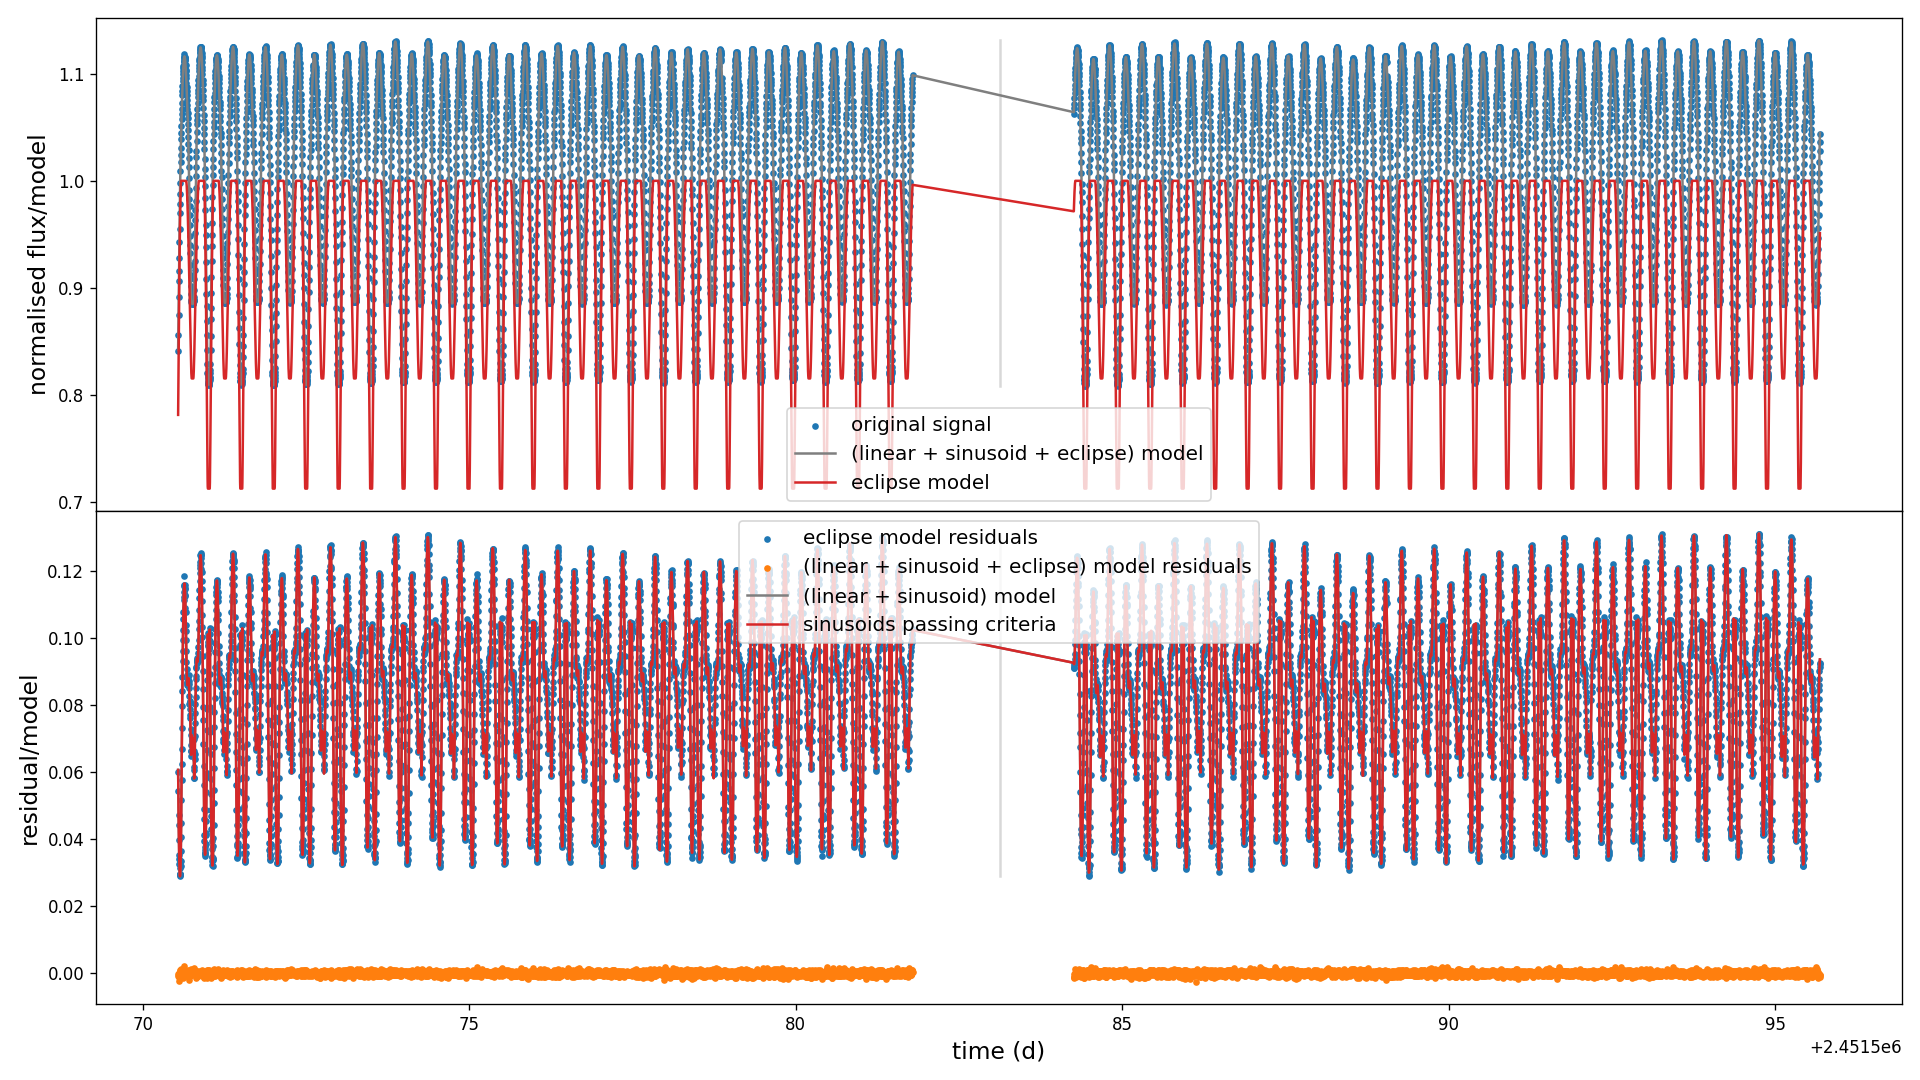 normalised flux/model
1.1
1.0
0.9
0.8
0.7
original signal
(linear + sinusoid + eclipse) model
eclipse model
residual/model
0.12
0.10
0.08
0.06
0.04
0.02
0.00
eclipse model residuals
(linear + sinusoid + eclipse) model residuals
(linear + sinusoid) model
sinusoids passing criteria
70
75
80
85
90
95
time (d)
+2.4515e6